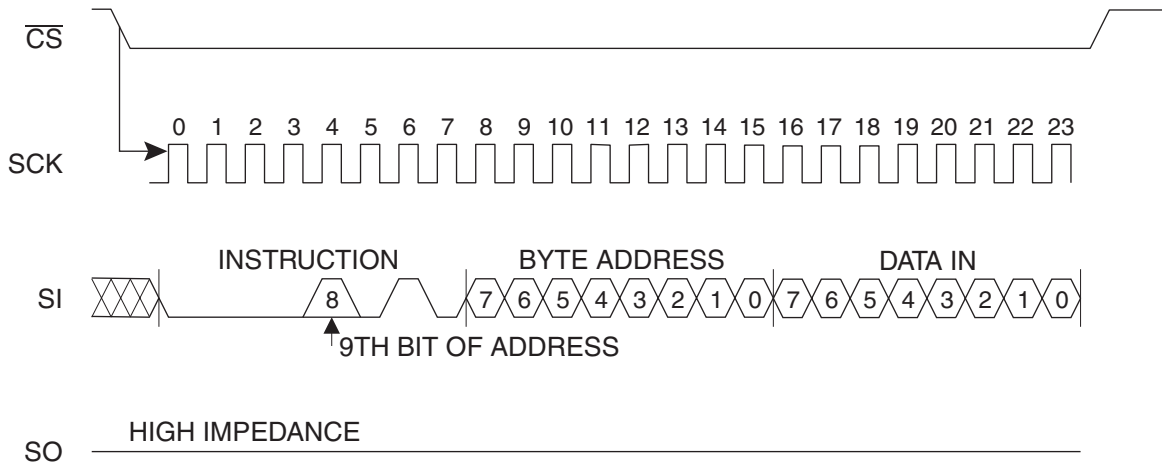 CS
0 1 2 3 4 5 6 7 8 9 10 11 12 13 14 15 16 17 18 19 20 21 22 23
SCK
INSTRUCTION BYTE ADDRESS DATA IN
SI 8 7 6 5 4 3 2 1 0 7 6 5 4 3 2 1 0
9TH BIT OF ADDRESS
HIGH IMPEDANCE
SO